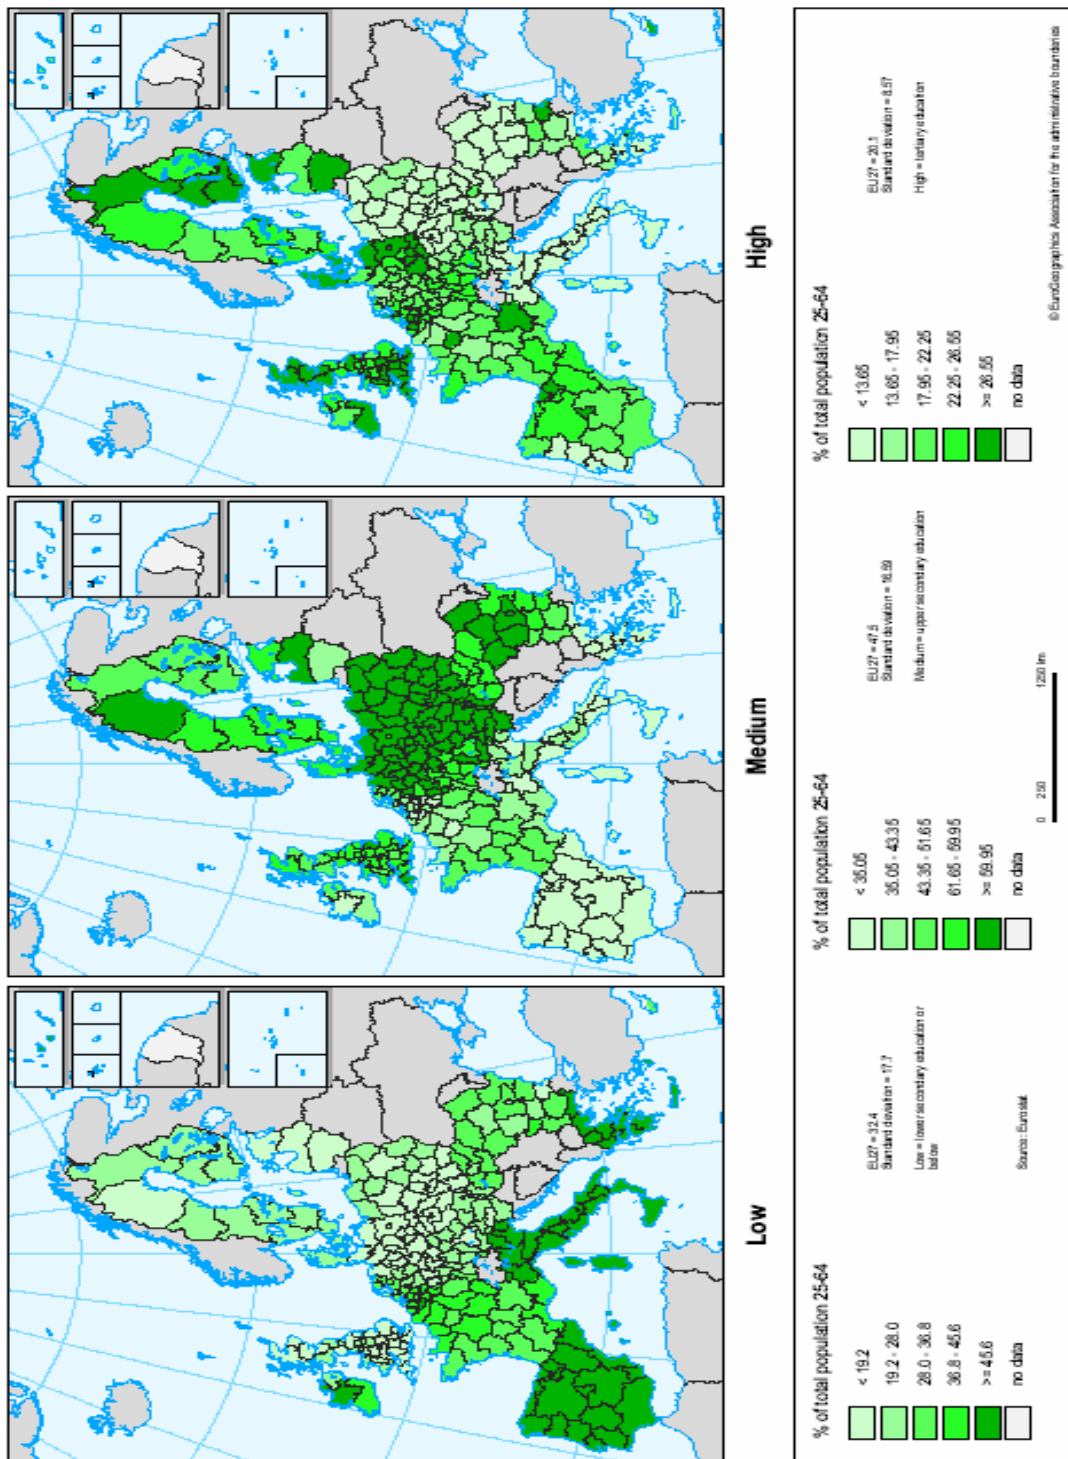 Low
Medium
High
% of total population 25-64
< 19.2
19.2 - 28.0
28.0 - 36.8
36.8 - 45.6
>= 45.6
no data
EU27 = 32.4
Standard deviation = 17.7
Low = lower secondary education or
below
Source: Eurostat
% of total population 25-64
< 35.05
35.05 - 43.35
43.35 - 51.65
61.65 - 59.95
>= 59.95
no data
EU27 = 47.5
Standard deviation = 16.59
Medium = upper secondary education
0 250 1250 km
% of total population 25-64
< 13.65
13.65 - 17.95
17.95 - 22.25
22.25 - 26.55
>= 26.55
no data
EU27 = 20.1
Standard deviation = 8.57
High = tertiary education
© EuroGeographics Association for the administrative boundaries